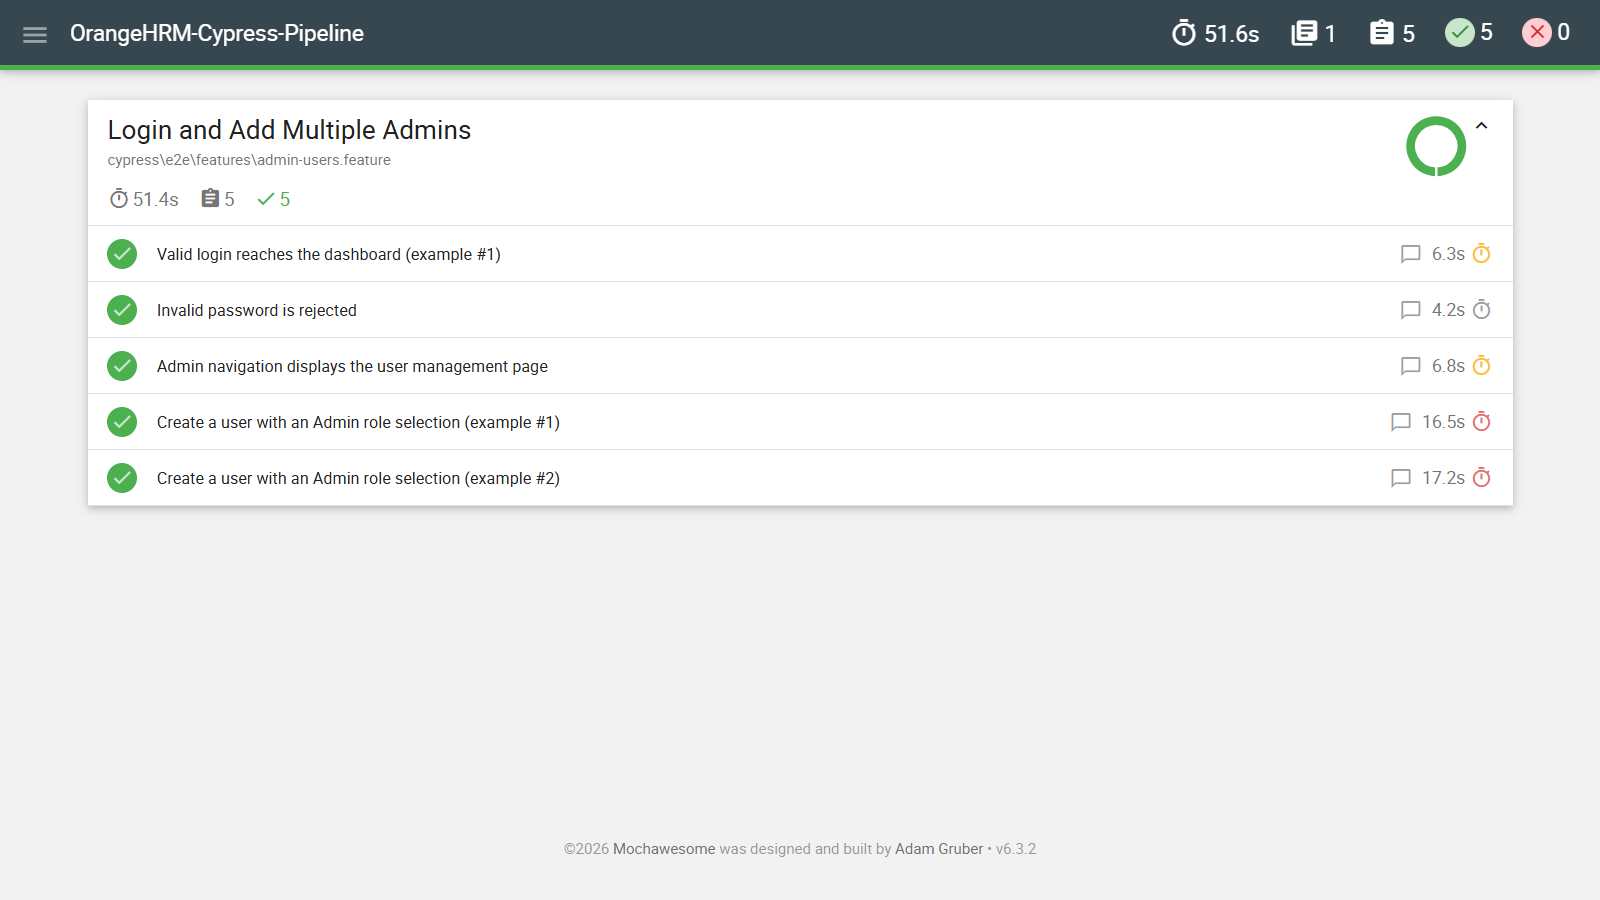 OrangeHRM-Cypress-Pipeline
51.6s 1 5 5 0
Login and Add Multiple Admins
cypress\e2e\features\admin-users.feature
51.4s 5 5
Valid login reaches the dashboard (example #1) 6.3s
Invalid password is rejected 4.2s
Admin navigation displays the user management page 6.8s
Create a user with an Admin role selection (example #1) 16.5s
Create a user with an Admin role selection (example #2) 17.2s
©2026 Mochawesome was designed and built by Adam Gruber • v6.3.2